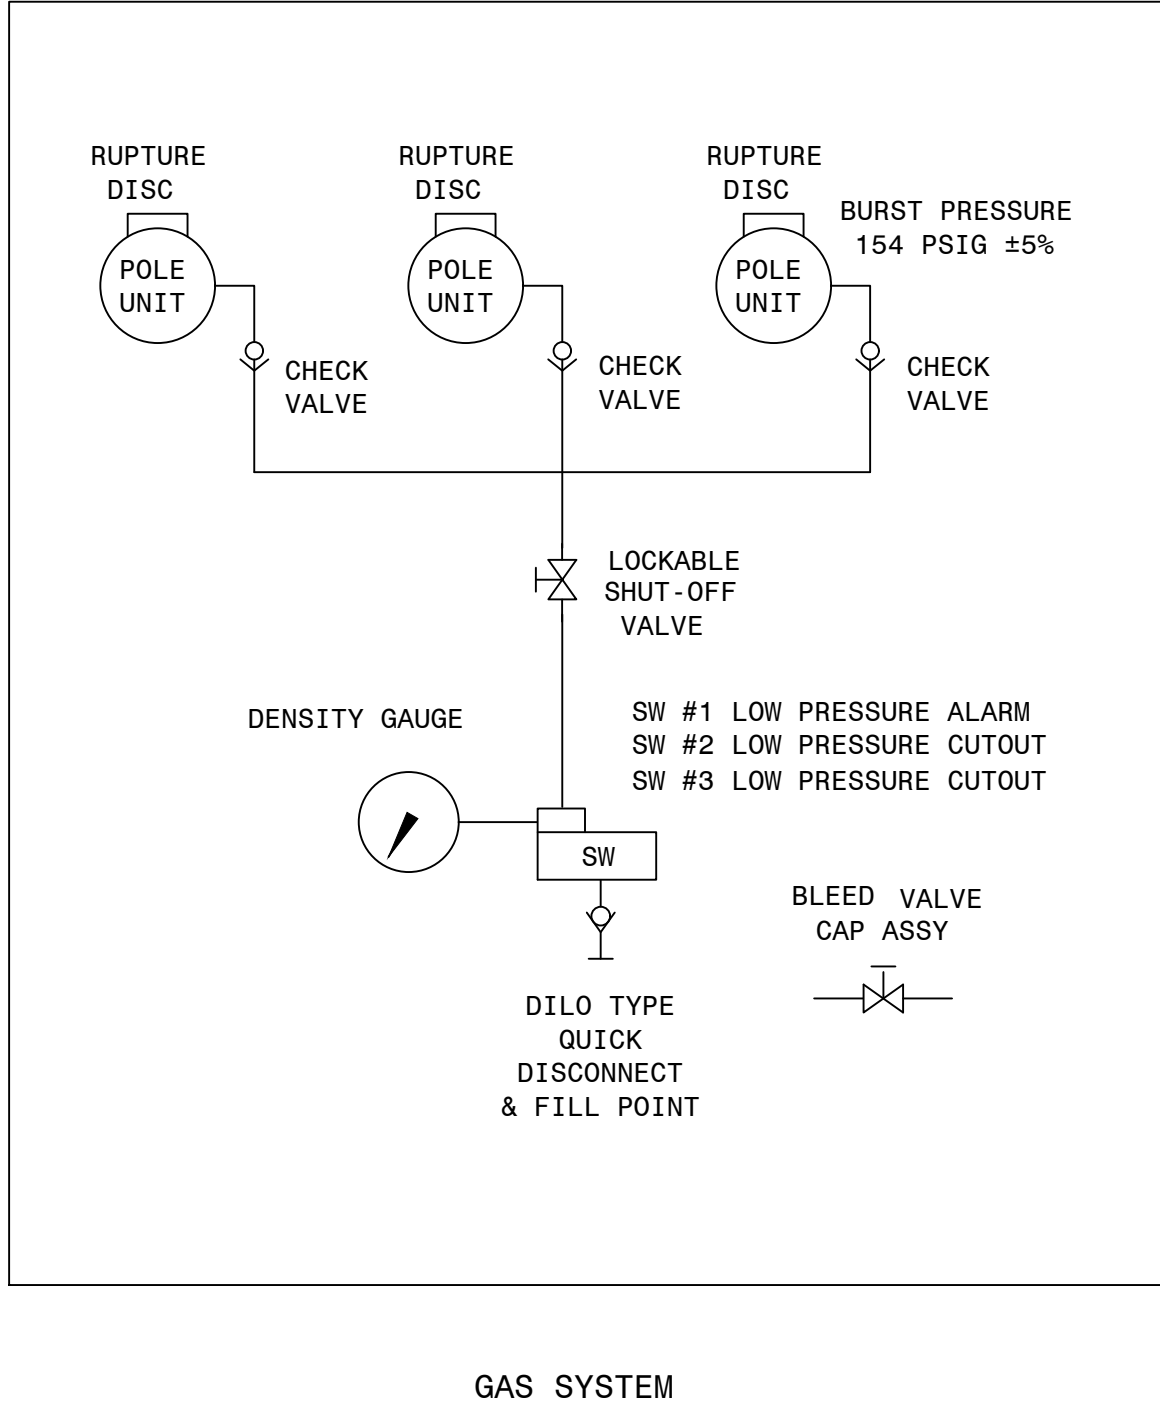 RUPTURE
DISC
RUPTURE
DISC
RUPTURE
DISC
BURST PRESSURE
154 PSIG ±5%
POLE
UNIT
POLE
UNIT
POLE
UNIT
CHECK
VALVE
CHECK
VALVE
CHECK
VALVE
LOCKABLE
SHUT-OFF
VALVE
DENSITY GAUGE
SW #1 LOW PRESSURE ALARM
SW #2 LOW PRESSURE CUTOUT
SW #3 LOW PRESSURE CUTOUT
SW
BLEED VALVE
CAP ASSY
DILO TYPE
QUICK
DISCONNECT
& FILL POINT
GAS SYSTEM